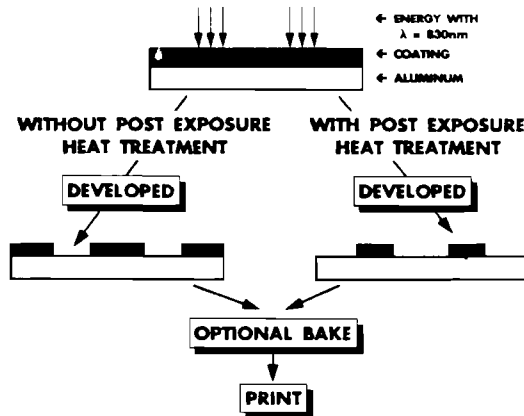 ← ENERGY WITH
λ = 830nm
← COATING
← ALUMINUM
WITHOUT POST EXPOSURE
HEAT TREATMENT
WITH POST EXPOSURE
HEAT TREATMENT
DEVELOPED
DEVELOPED
OPTIONAL BAKE
PRINT